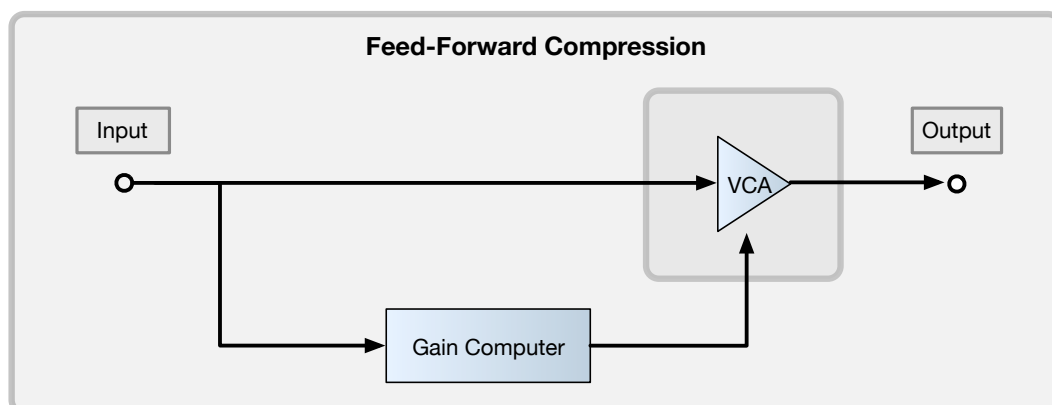 Feed-Forward Compression
Input
Output
VCA
Gain Computer